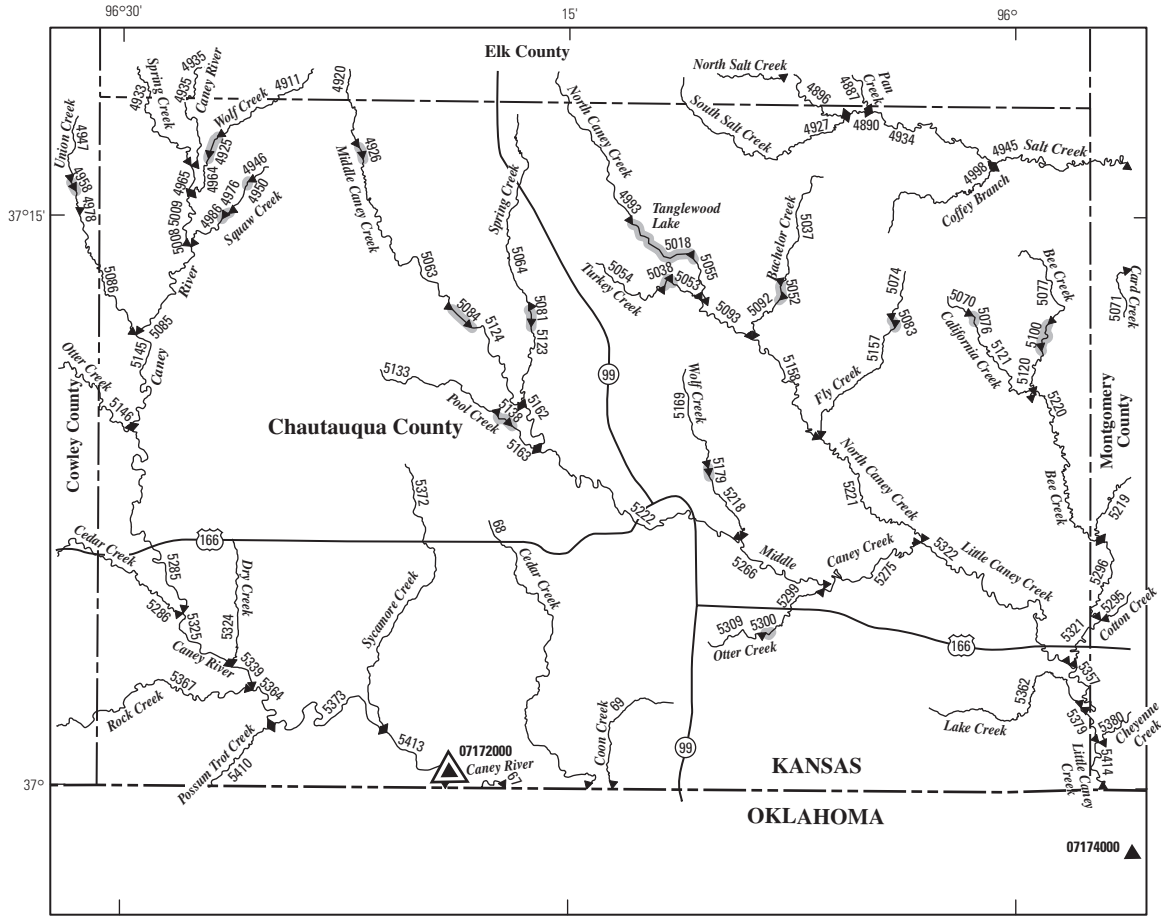 96°30'
15'
96°
Elk County
North Salt Creek
Pan Creek
4887
4896
4890
4934
South Salt Creek
4927
4945
Salt Creek
4998
Coffey Branch
4935
4935
Caney River
Spring Creek
4933
4911
Wolf Creek
4925
4964
4920
4926
Middle Caney Creek
North Caney Creek
4993
Union Creek
4947
4958
4978
4965
5009
5008
4946
4950
4976
4986
Squaw Creek
37°15'
Spring Creek
5064
Tanglewood Lake
5018
5055
Bachelor Creek
5037
5052
5092
5054
5038
5053
Turkey Creek
5093
5074
5083
5157
Fly Creek
5158
5070
5076
5121
California Creek
Bee Creek
5077
5100
5120
Card Creek
5071
5086
River
5085
5145
Caney
5063
5084
5124
5081
5123
5133
5138
Pool Creek
5162
5163
Otter Creek
5146
Cowley County
Chautauqua County
99
Wolf Creek
5169
5179
5218
North Caney Creek
5221
5220
Bee Creek
Montgomery County
5219
5372
68
5222
166
Cedar Creek
5285
5286
Dry Creek
5324
5325
Sycamore Creek
Cedar Creek
5266
Middle
Caney Creek
5275
5299
5322
Little Caney Creek
5296
5295
Cotton Creek
5309
5300
Otter Creek
166
5321
5357
Caney River
5339
5364
5367
Rock Creek
5373
Possum Trot Creek
5410
5413
07172000
Caney River
67
Coon Creek
69
99
5362
Lake Creek
5379
5380
Cheyenne Creek
5414
Little Caney Creek
37°
KANSAS
OKLAHOMA
07174000